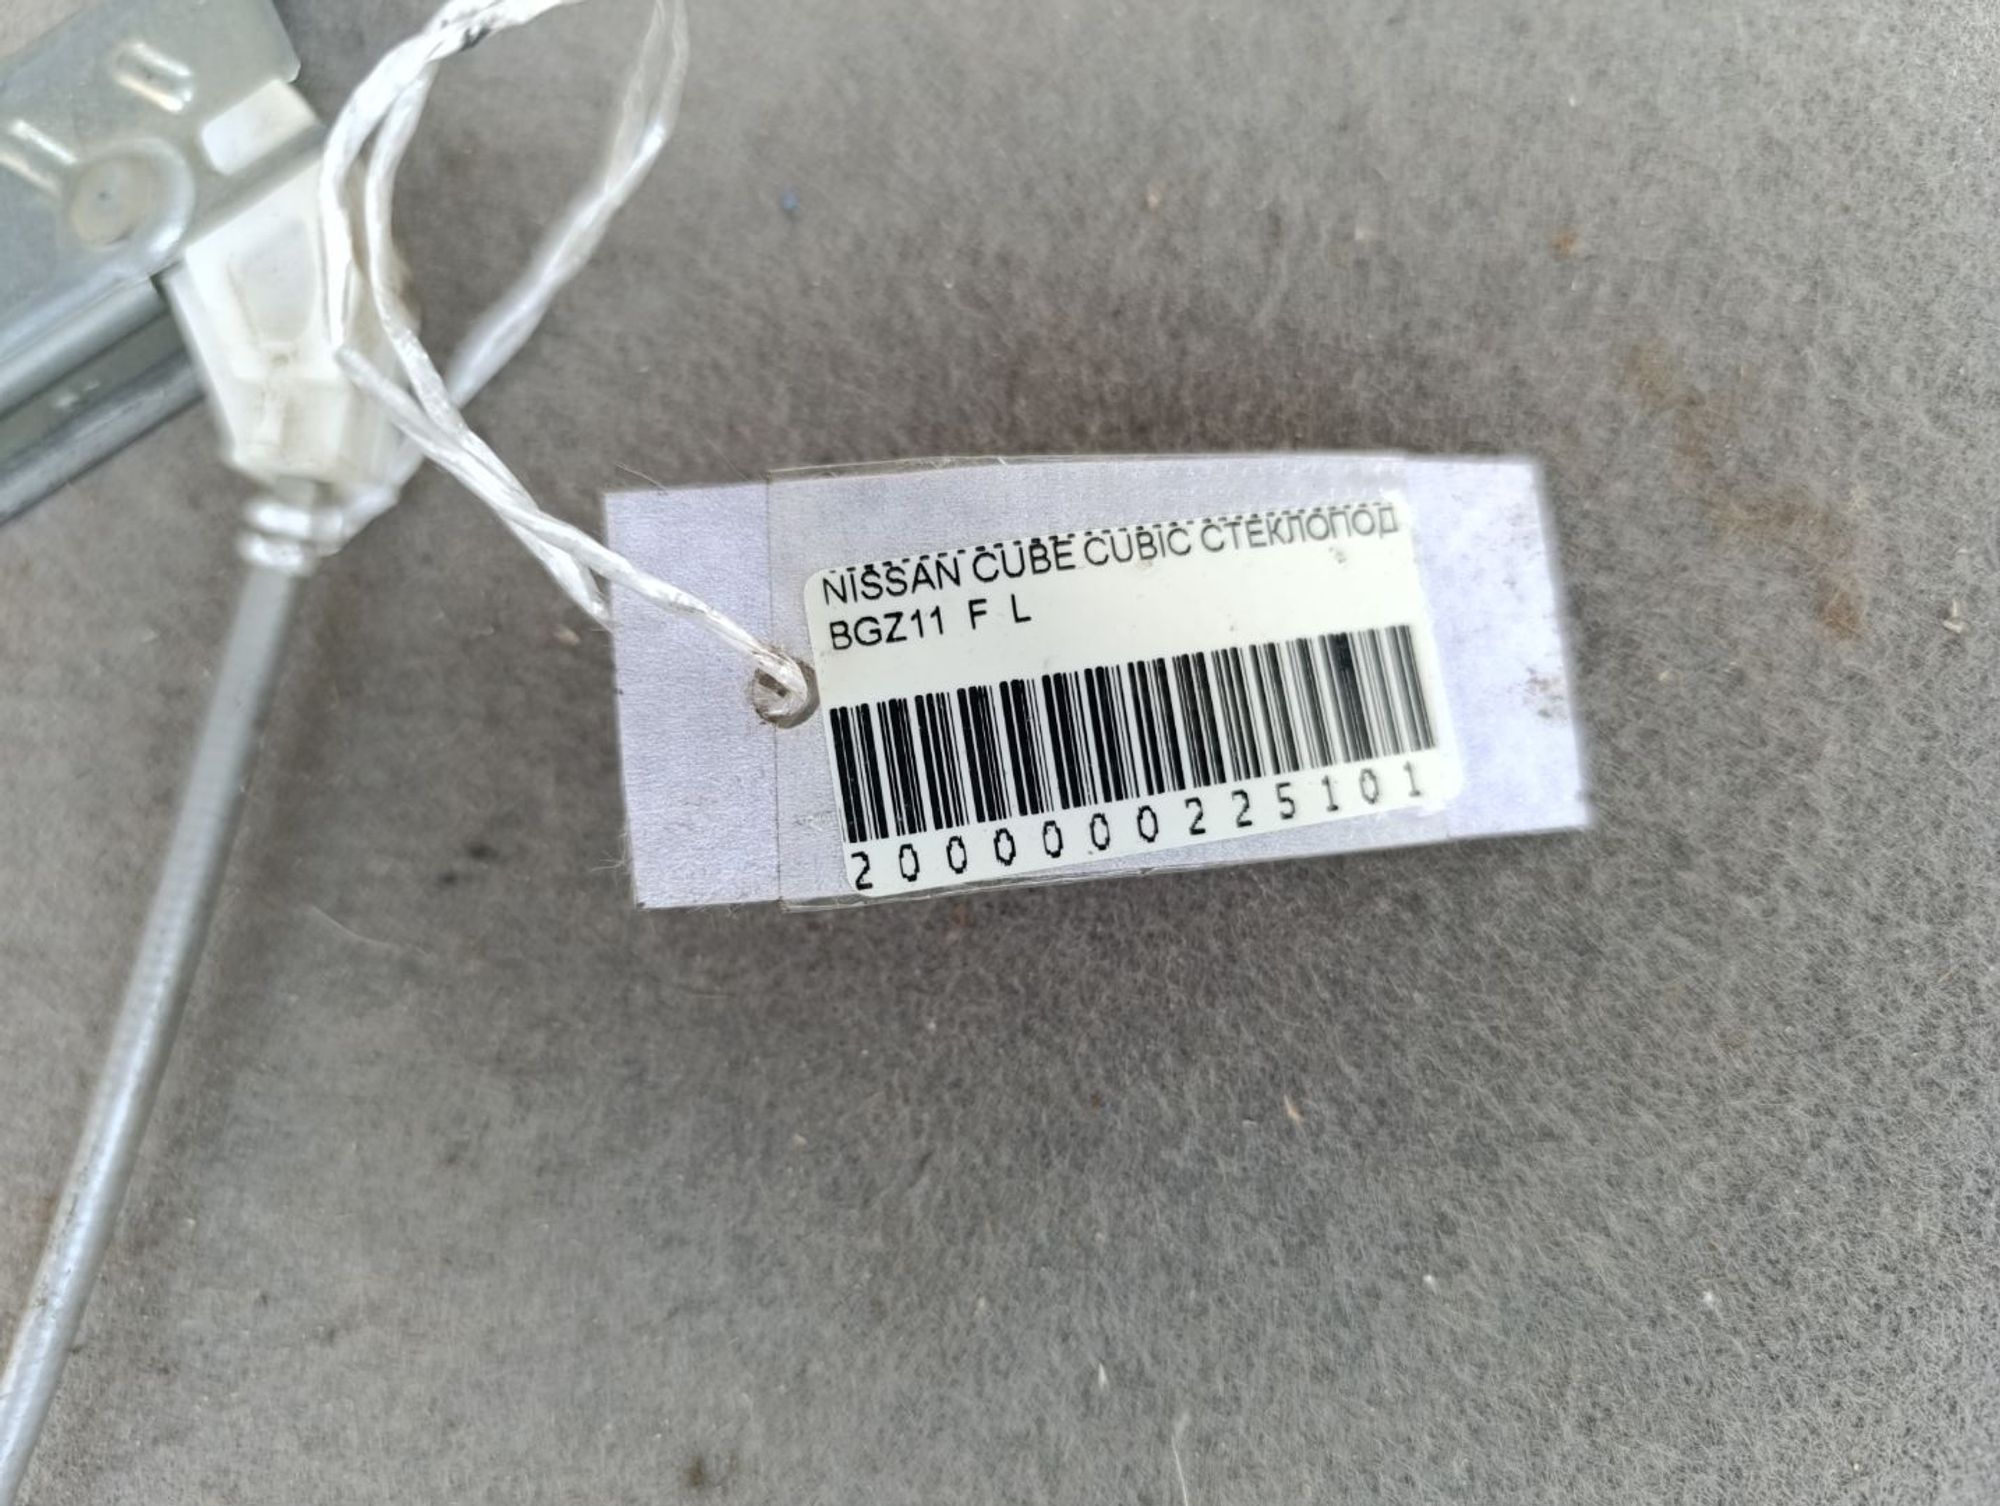 NISSAN CUBE CUBIC СТЕКЛОПОД
BGZ11 F L
2000000225101